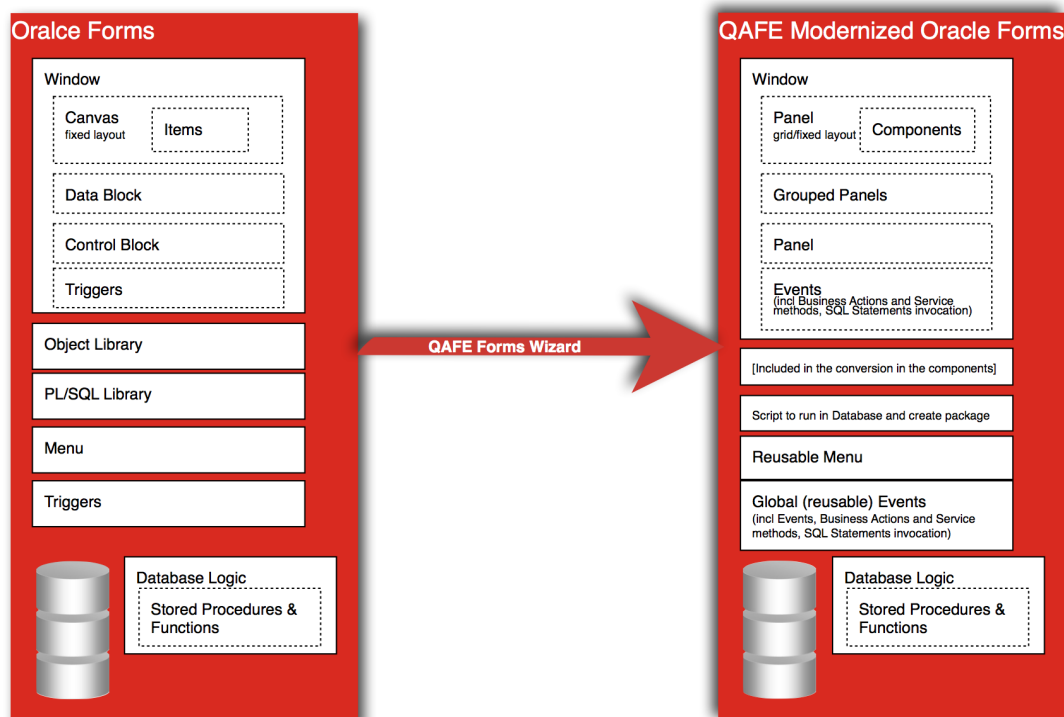 Oralce Forms
Window
Canvas
fixed layout
Items
Data Block
Control Block
Triggers
Object Library
PL/SQL Library
Menu
Triggers
Database Logic
Stored Procedures &
Functions
QAFE Forms Wizard
QAFE Modernized Oracle Forms
Window
Panel
grid/fixed layout
Components
Grouped Panels
Panel
Events
(incl Business Actions and Service
methods, SQL Statements invocation)
[Included in the conversion in the components]
Script to run in Database and create package
Reusable Menu
Global (reusable) Events
(incl Events, Business Actions and Service
methods, SQL Statements invocation)
Database Logic
Stored Procedures &
Functions